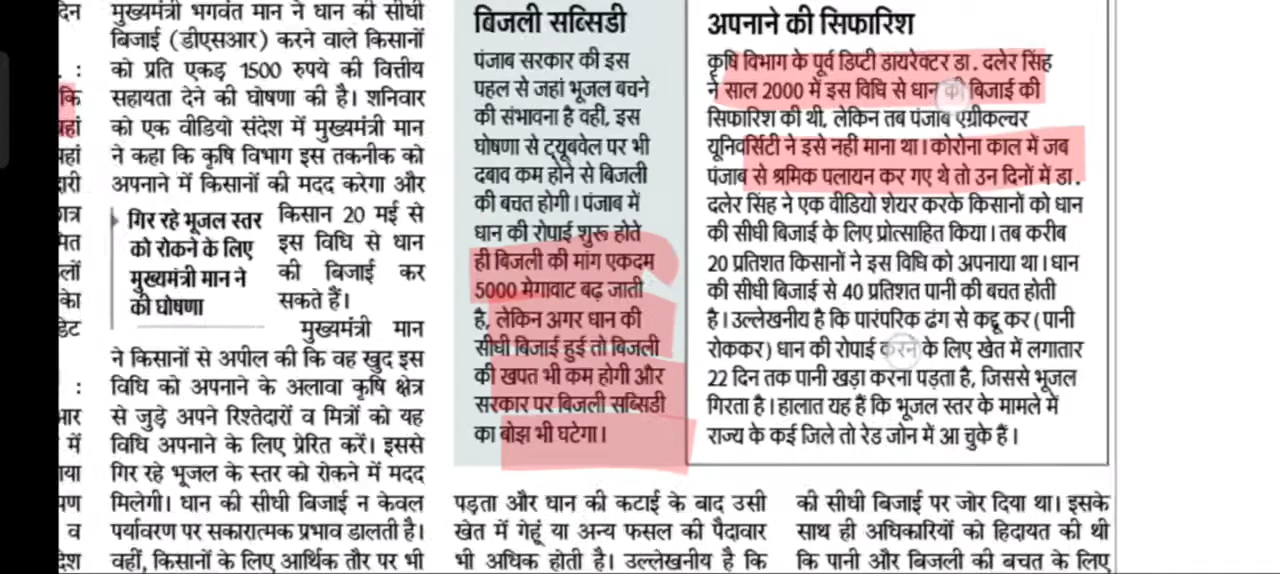 दिन
. :
कि
यहां
यहां
दारी
छात्र
मित
लों
का
डिट
:
आर
में
गया
पण
व
देश
मुख्यमंत्री भगवंत मान ने धान की सीधी
बिजाई (डीएसआर) करने वाले किसानों
को प्रति एकड़ 1500 रुपये की वित्तीय
सहायता देने की घोषणा की है। शनिवार
को एक वीडियो संदेश में मुख्यमंत्री मान
ने कहा कि कृषि विभाग इस तकनीक को
अपनाने में किसानों की मदद करेगा और
किसान 20 मई से
इस विधि से धान
की बिजाई कर
सकते हैं।
गिर रहे भूजल स्तर
को रोकने के लिए
मुख्यमंत्री मान ने
की घोषणा
मुख्यमंत्री मान
ने किसानों से अपील की कि वह खुद इस
विधि को अपनाने के अलावा कृषि क्षेत्र
से जुड़े अपने रिश्तेदारों व मित्रों को यह
विधि अपनाने के लिए प्रेरित करें। इससे
गिर रहे भूजल के स्तर को रोकने में मदद
मिलेगी। धान की सीधी बिजाई न केवल
पर्यावरण पर सकारात्मक प्रभाव डालती है।
वहीं, किसानों के लिए आर्थिक तौर पर भी
बिजली सब्सिडी
पंजाब सरकार की इस
पहल से जहां भूजल बचने
की संभावना है वही, इस
घोषणा से ट्यूबवेल पर भी
दबाव कम होने से बिजली
की बचत होगी। पंजाब में
धान की रोपाई शुरू होते
ही बिजली की मांग एकदम
5000 मेगावाट बढ़ जाती
है, लेकिन अगर धान की
सीधी बिजाई हुई तो बिजली
की खपत भी कम होगी और
सरकार पर बिजली सब्सिडी
का बोझ भी घटेगा।
अपनाने की सिफारिश
कृषि विभाग के पूर्व डिप्टी डायरेक्टर डा. दलेर सिंह
ने साल 2000 में इस विधि से धान की बिजाई की
सिफारिश की थी, लेकिन तब पंजाब एग्रीकल्चर
यूनिवर्सिटी ने इसे नहीं माना था। कोरोना काल में जब
पंजाब से श्रमिक पलायन कर गए थे तो उन दिनों में डा.
दलेर सिंह ने एक वीडियो शेयर करके किसानों को धान
की सीधी बिजाई के लिए प्रोत्साहित किया। तब करीब
20 प्रतिशत किसानों ने इस विधि को अपनाया था। धान
की सीधी बिजाई से 40 प्रतिशत पानी की बचत होती
है। उल्लेखनीय है कि पारंपरिक ढंग से कद्दू कर (पानी
रोककर) धान की रोपाई करने के लिए खेत में लगातार
22 दिन तक पानी खड़ा करना पड़ता है, जिससे भूजल
गिरता है। हालात यह हैं कि भूजल स्तर के मामले में
राज्य के कई जिले तो रेड जोन में आ चुके हैं।
पड़ता और धान की कटाई के बाद उसी
खेत में गेहूं या अन्य फसल की पैदावार
भी अधिक होती है। उल्लेखनीय है कि
की सीधी बिजाई पर जोर दिया था। इसके
साथ ही अधिकारियों को हिदायत की थी
कि पानी और बिजली की बचत के लिए